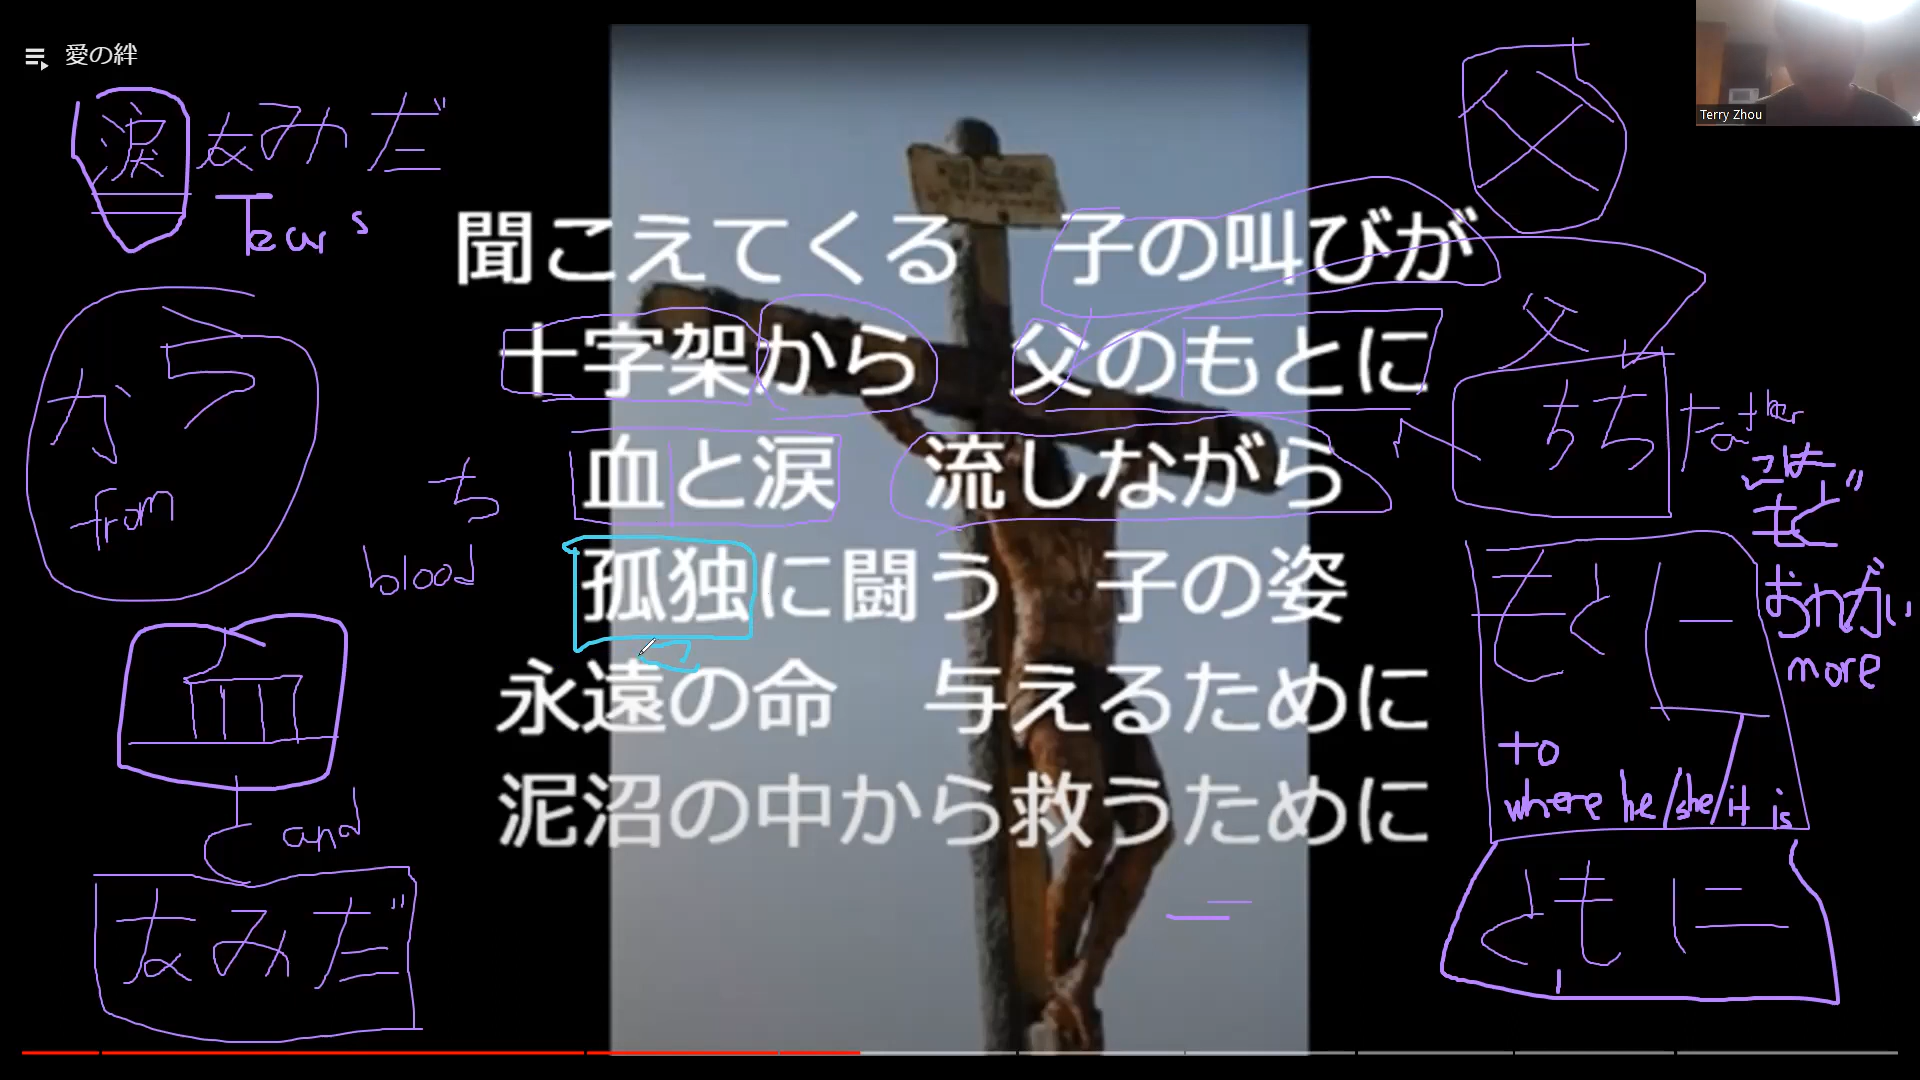 愛の絆
Terry Zhou
涙 なみだ
Tears
聞こえてくる 子の叫びが
十字架から 父のもとに
血と涙 流しながら
孤独に闘う 子の姿
永遠の命 与えるために
泥沼の中から救うために
から
from
ち
blood
血
と and
なみだ
父
父
ちち Father
もとに
to
where he/she/it is
more
ともに